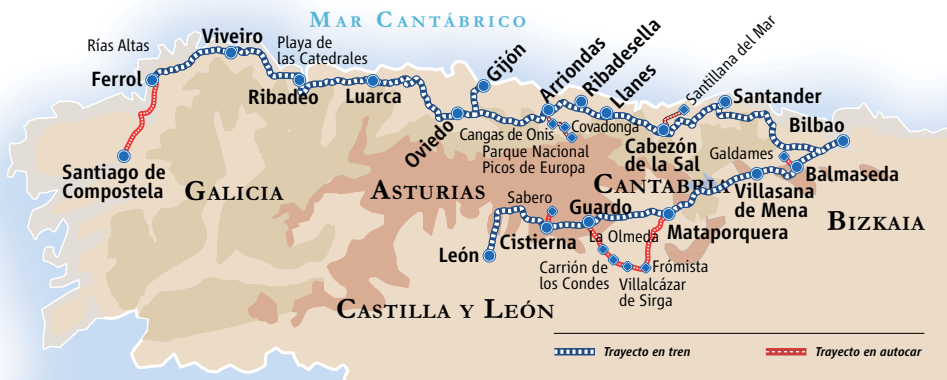 MAR CANTÁBRICO
Rías Altas
Viveiro
Playa de
las Catedrales
Ferrol
Ribadeo
Luarca
Gijón
Oviedo
Arriondas
Ribadesella
Llanes
Santillana del Mar
Santander
Bilbao
Cangas de Onís
Covadonga
Parque Nacional
Picos de Europa
Cabezón
de la Sal
Galdames
Balmaseda
Santiago de
Compostela
GALICIA
ASTURIAS
CANTABRIA
Villasana
de Mena
BIZKAIA
Sabero
Guardo
León
Cistierna
La Olmeda
Mataporquera
Carrión de
los Condes
Frómista
Villalcázar
de Sirga
CASTILLA Y LEÓN
Trayecto en tren
Trayecto en autocar